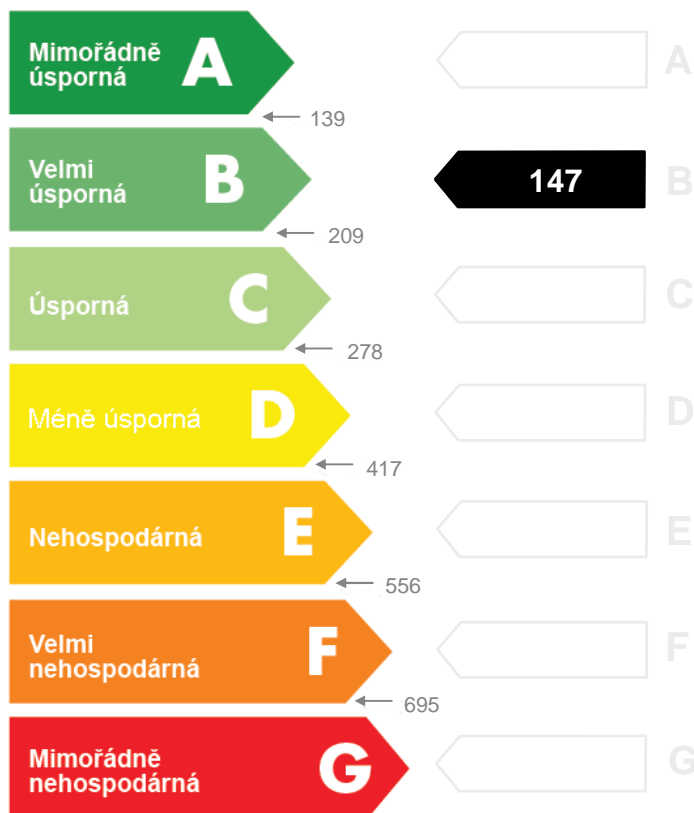 Mimořádně
úsporná
A
A
139
Velmi
úsporná
B
147
B
209
Úsporná
C
C
278
Méně úsporná
D
D
417
Nehospodárná
E
E
556
Velmi
nehospodárná
F
F
695
Mimořádně
nehospodárná
G
G